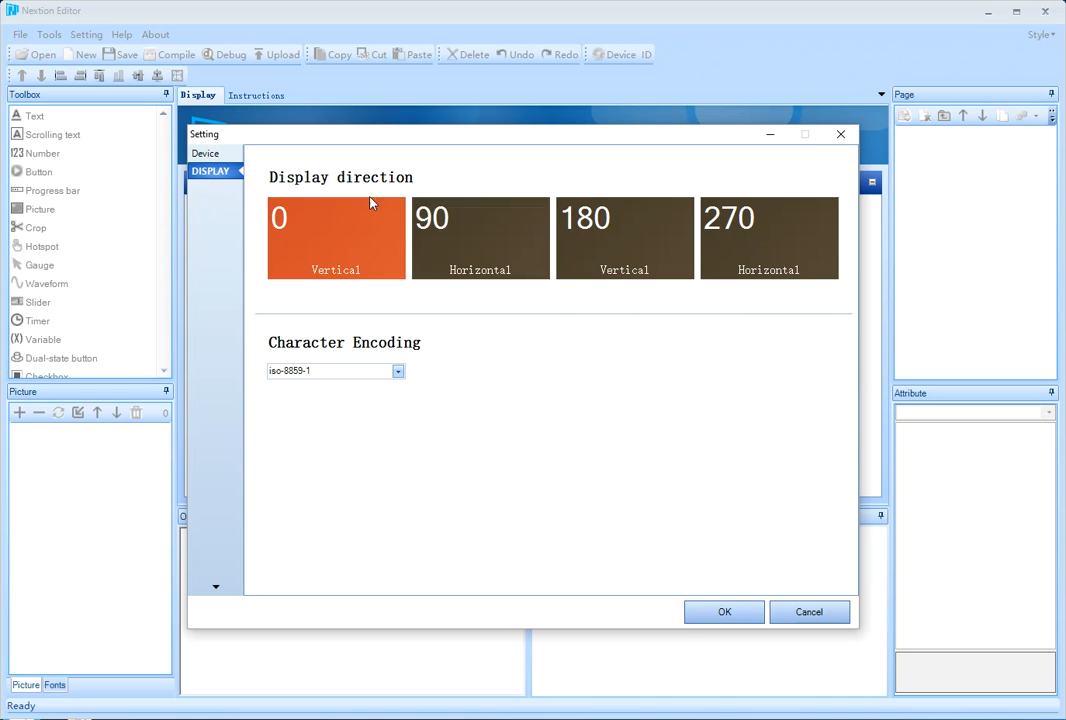 Nextion Editor
File Tools Setting Help About Style
Open New Save Compile Debug Upload Copy Cut Paste Delete Undo Redo Device ID
Toolbox
Text
Scrolling text
Number
Button
Progress bar
Picture
Crop
Hotspot
Gauge
Waveform
Slider
Timer
Variable
Dual-state button
Checkbox
Picture
0
Picture Fonts
Ready
Display Instructions
Setting
Device
DISPLAY
Display direction
0 90 180 270
Vertical Horizontal Vertical Horizontal
Character Encoding
iso-8859-1
OK Cancel
Page
Attribute